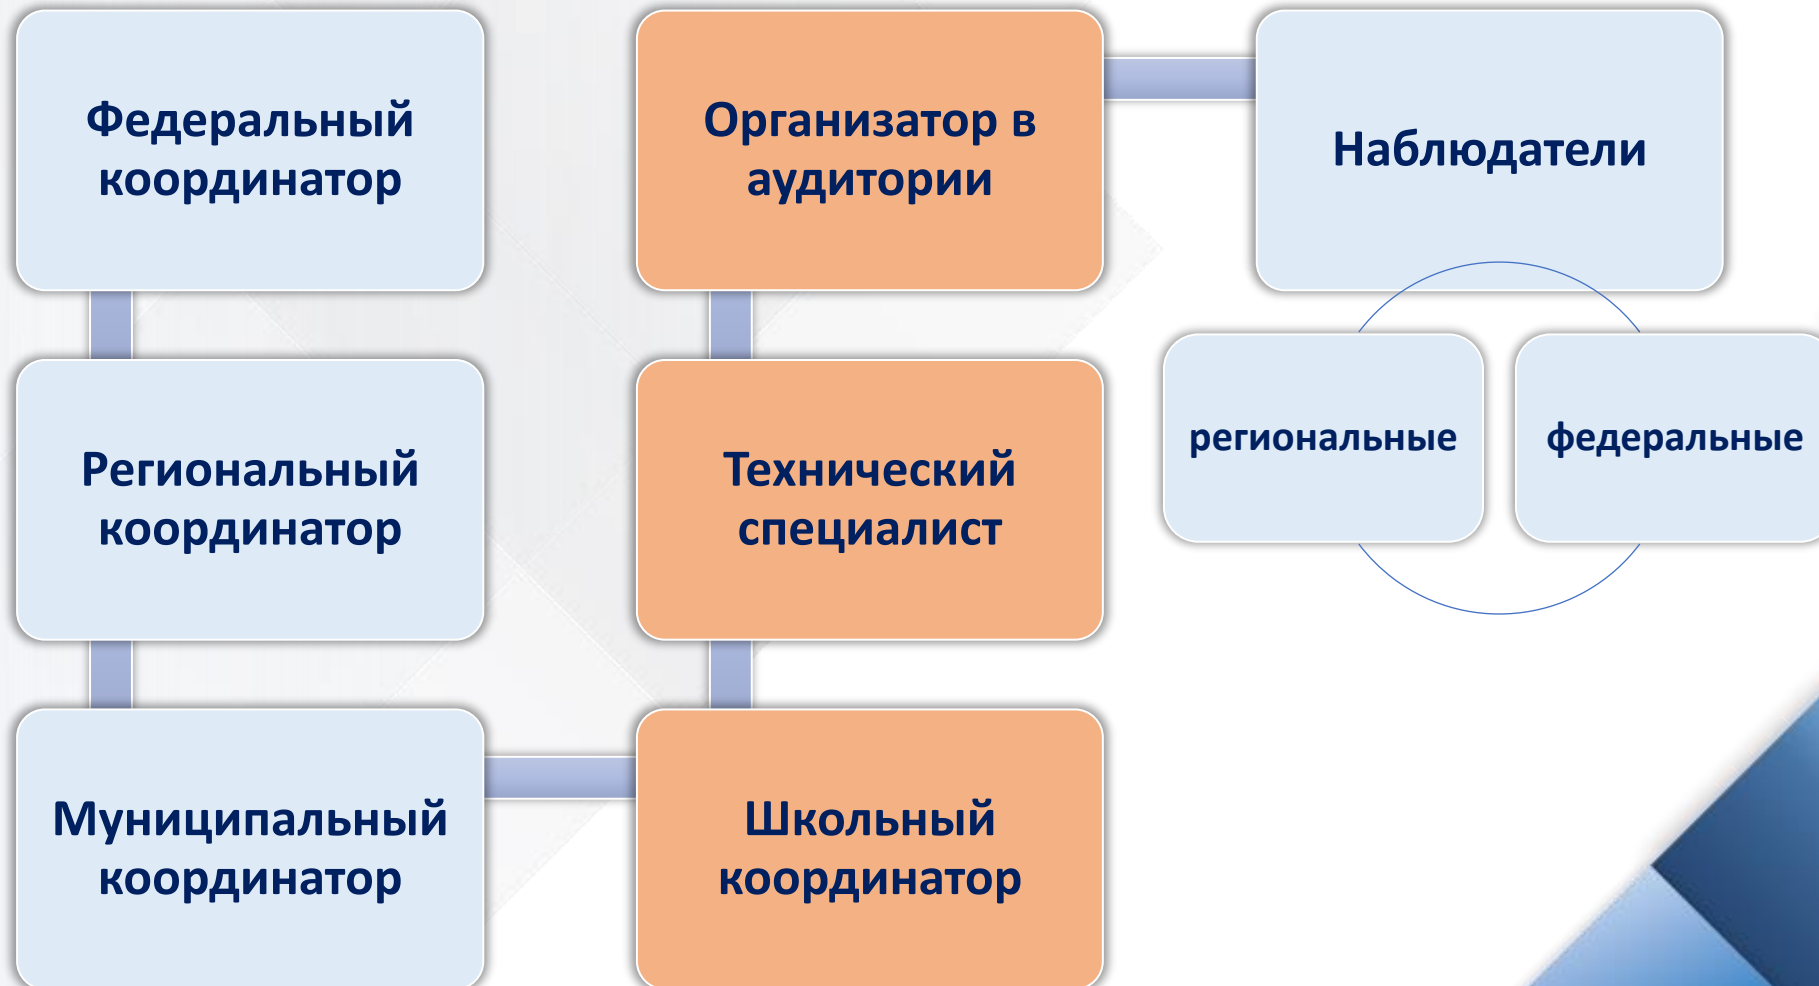 Федеральный
координатор
Региональный
координатор
Муниципальный
координатор
Школьный
координатор
Технический
специалист
Организатор в
аудитории
Наблюдатели
региональные
федеральные